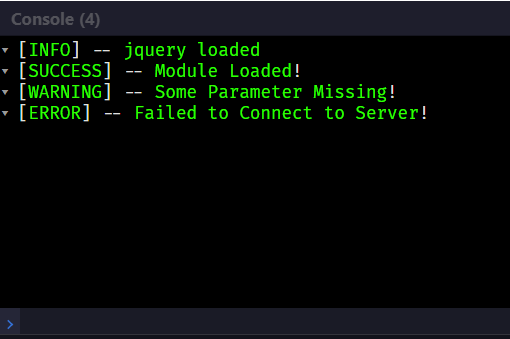 Console (4)
[INFO] -- jquery loaded
[SUCCESS] -- Module Loaded!
[WARNING] -- Some Parameter Missing!
[ERROR] -- Failed to Connect to Server!